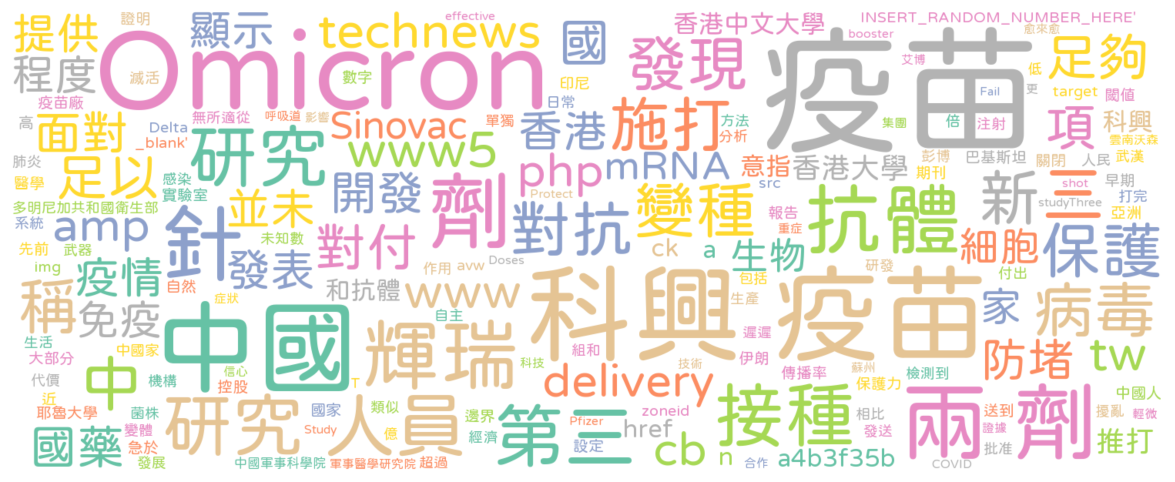 證明 effective 香港中文大學 INSERT_RANDOM_NUMBER_HERE'
提供 Omicron 顯示 technews 國 發現 booster 疫苗 愈來愈 足夠
程度 滅活 數字 印尼 艾博 低 target 閾值
疫苗廠 無所適從 呼吸道 影響 日常 Fail 更
高 面對 Delta 研究 Sinovac 單獨 香港 施打 方法 集團 倍 注射 項 科興
_blank' www5 分析 雲南沃森
肺炎 足以 感染 開發 php mRNA 意指 香港大學 彭博 巴基斯坦 關閉 人民 武漢
醫學 實驗室 並未 劑 Protect 變種 src 期刊 新 三 shot 早期
多明尼加共和國衛生部 studyThree 打完
系統 amp 針 未知數 對付 對抗 報告 抗體 亞洲
先前 武器 發表 ck a 重症 生物 細胞 保護
img 疫情 自然 作用 avw Doses 包括 研發 付出
稱 免疫 症狀 和抗體 www 科興 生產 疫苗 家 病毒
生活 中國 自主 遲遲
大部分 中國家 信心 輝瑞 科技 組和 技術 伊朗 傳播率 防堵 tw
代價 中 機構 控股 T delivery 蘇州 保護力 檢測到 中國人
近 研究人員 國家 類似 邊界 第三 Pfizer zoneid 接種 相比 兩劑 送到 擾亂 輕微
耶魯大學 菌株 Study 億 經濟 href 發送 證據
國藥 變體 急於 設定 cb n 批准 推打
發展 中國軍事科學院 軍事醫學研究院 超過 合作 a4b3f35b COVID